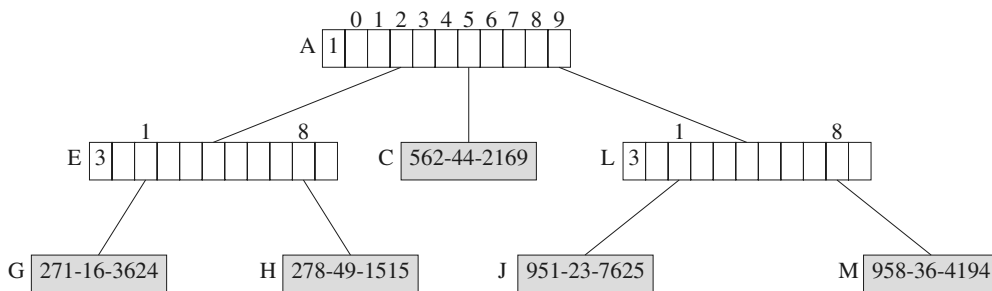 0 1 2 3 4 5 6 7 8 9
A 1
1 8 1 8
E 3 C 562-44-2169 L 3
G 271-16-3624 H 278-49-1515 J 951-23-7625 M 958-36-4194